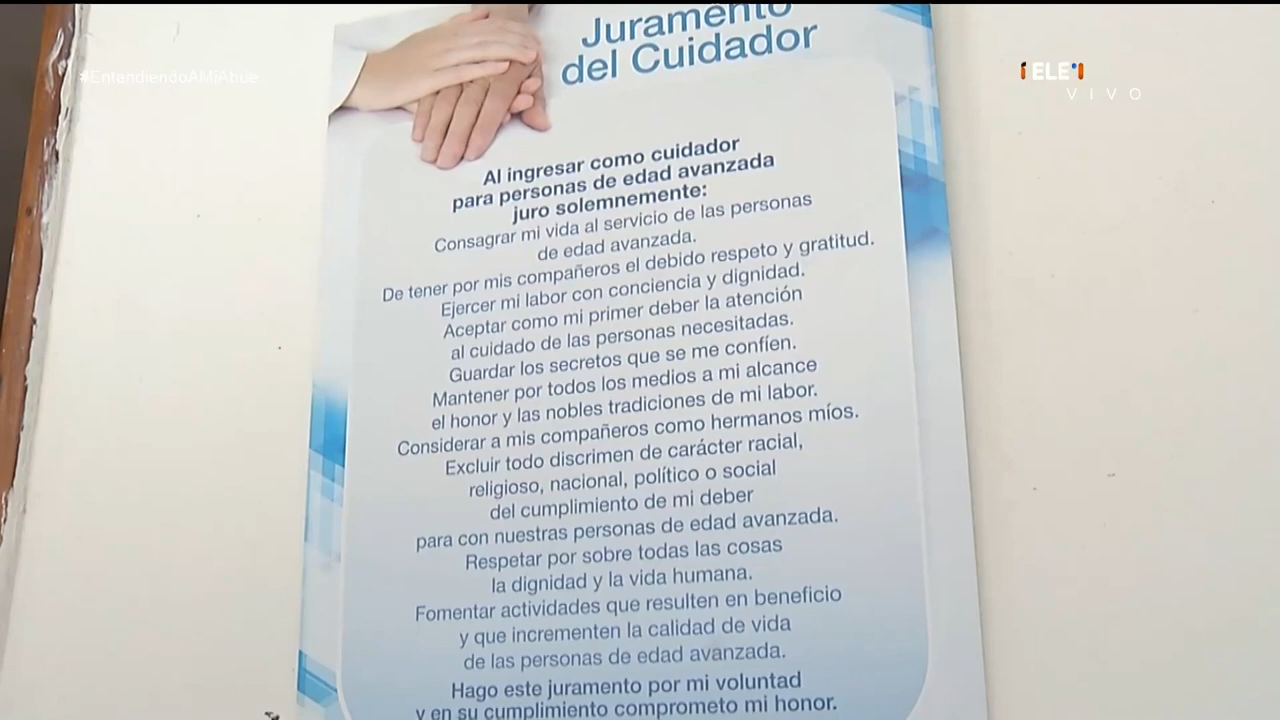 #EntendiendoAMiAbue
TELE1
VIVO
Juramento
del Cuidador
Al ingresar como cuidador
para personas de edad avanzada
juro solemnemente:
Consagrar mi vida al servicio de las personas
de edad avanzada.
De tener por mis compañeros el debido respeto y gratitud.
Ejercer mi labor con conciencia y dignidad.
Aceptar como mi primer deber la atención
al cuidado de las personas necesitadas.
Guardar los secretos que se me confíen.
Mantener por todos los medios a mi alcance
el honor y las nobles tradiciones de mi labor.
Considerar a mis compañeros como hermanos míos.
Excluir todo discrimen de carácter racial,
religioso, nacional, político o social
del cumplimiento de mi deber
para con nuestras personas de edad avanzada.
Respetar por sobre todas las cosas
la dignidad y la vida humana.
Fomentar actividades que resulten en beneficio
y que incrementen la calidad de vida
de las personas de edad avanzada.
Hago este juramento por mi voluntad
y en su cumplimiento comprometo mi honor.